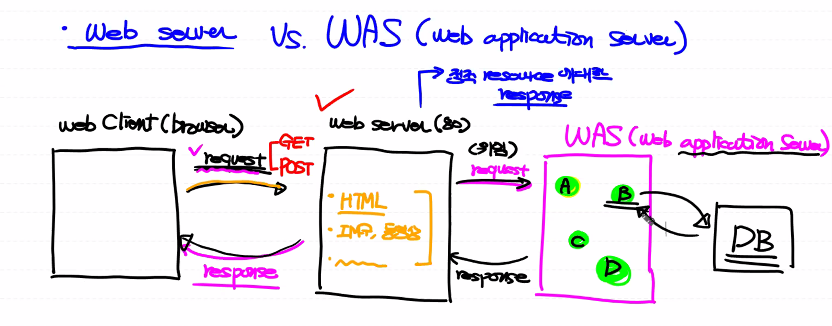 · Web server vs. WAS (web application server)
→ 정적 resource 에 대한
response
web client (browser)
web server (80)
WAS (web application server)
request
GET
POST
(위임)
request
· HTML
· IMG, 동영상
·
A
B
C
D
DB
response
response